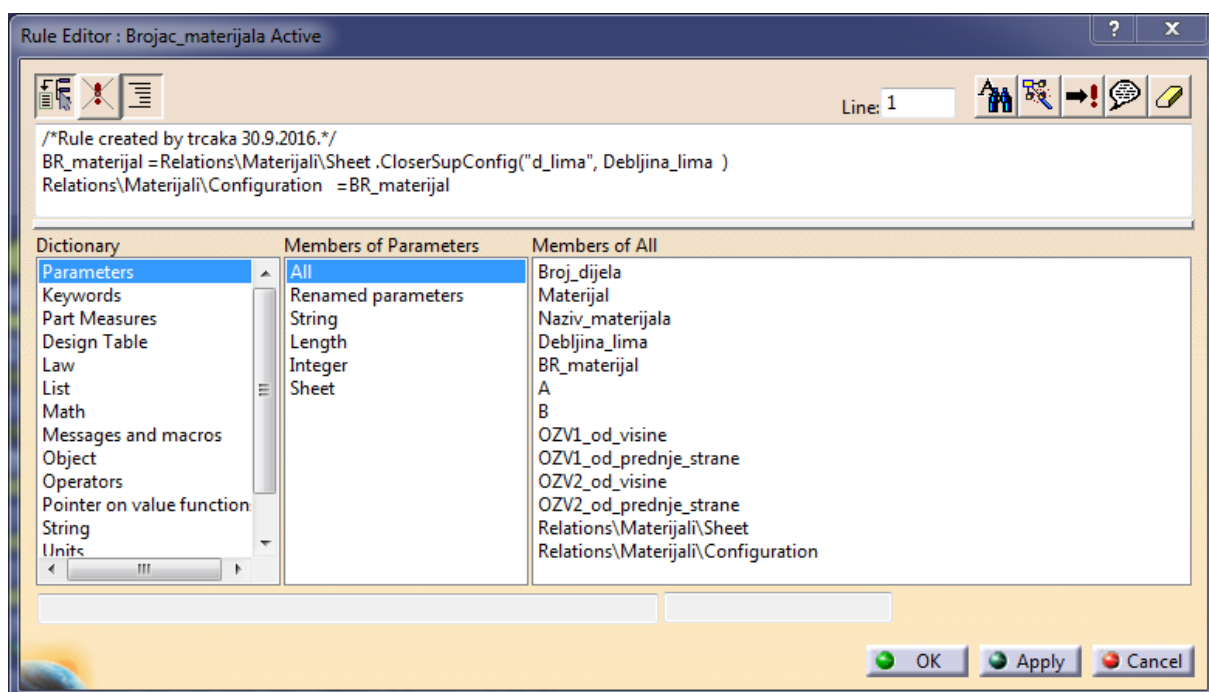 Rule Editor : Brojac_materijala Active
? x
Line: 1
/*Rule created by trcaka 30.9.2016.*/
BR_materijal =Relations\Materijali\Sheet .CloserSupConfig("d_lima", Debljina_lima )
Relations\Materijali\Configuration =BR_materijal
Dictionary
Parameters
Keywords
Part Measures
Design Table
Law
List
Math
Messages and macros
Object
Operators
Pointer on value function
String
Units
Members of Parameters
All
Renamed parameters
String
Length
Integer
Sheet
Members of All
Broj_dijela
Materijal
Naziv_materijala
Debljina_lima
BR_materijal
A
B
OZV1_od_visine
OZV1_od_prednje_strane
OZV2_od_visine
OZV2_od_prednje_strane
Relations\Materijali\Sheet
Relations\Materijali\Configuration
OK Apply Cancel